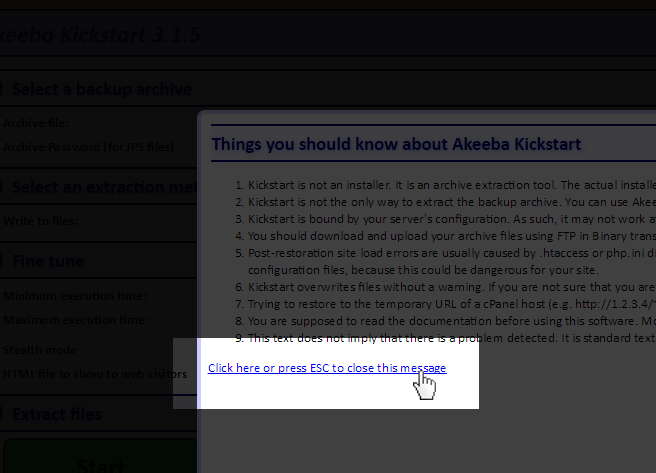 keeba Kickstart 3.1.5
Select a backup archive
Archive file:
Archive Password (for JPS files)
Select an extraction met
Write to files:
Fine tune
Minimum execution time:
Maximum execution time:
Stealth mode
HTML file to show to web visitors
Extract files
Start
Things you should know about Akeeba Kickstart
1. Kickstart is not an installer. It is an archive extraction tool. The actual installe
2. Kickstart is not the only way to extract the backup archive. You can use Akee
3. Kickstart is bound by your server's configuration. As such, it may not work a
4. You should download and upload your archive files using FTP in Binary trans
5. Post-restoration site load errors are usually caused by .htaccess or php.ini di
configuration files, because this could be dangerous for your site.
6. Kickstart overwrites files without a warning. If you are not sure that you are
7. Trying to restore to the temporary URL of a cPanel host (e.g. http://1.2.3.4/
8. You are supposed to read the documentation before using this software. Mo
9. This text does not imply that there is a problem detected. It is standard text
Click here or press ESC to close this message